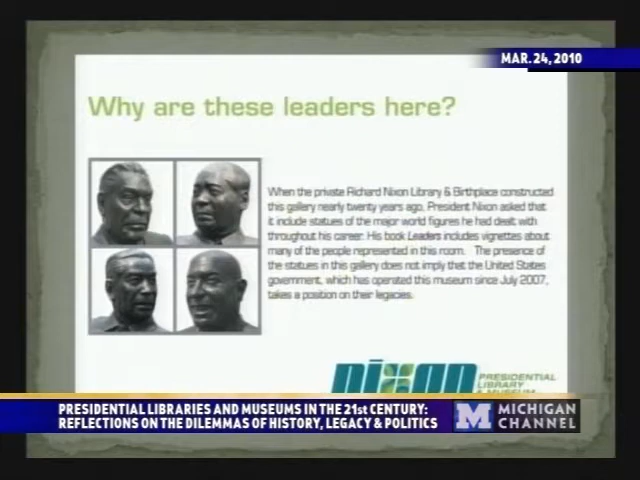 MAR. 24, 2010
Why are these leaders here?
When the private Richard Nixon Library & Birthplace constructed
this gallery nearly twenty years ago, President Nixon asked that
it include statues of the major world figures he had dealt with
throughout his career. His book Leaders includes vignettes about
many of the people represented in this room. The presence of
the statues in this gallery does not imply that the United States
government, which has operated this museum since July 2007,
takes a position on their legacies.
nixon
PRESIDENTIAL
LIBRARY
& MUSEUM
PRESIDENTIAL LIBRARIES AND MUSEUMS IN THE 21st CENTURY:
REFLECTIONS ON THE DILEMMAS OF HISTORY, LEGACY & POLITICS
M MICHIGAN
CHANNEL